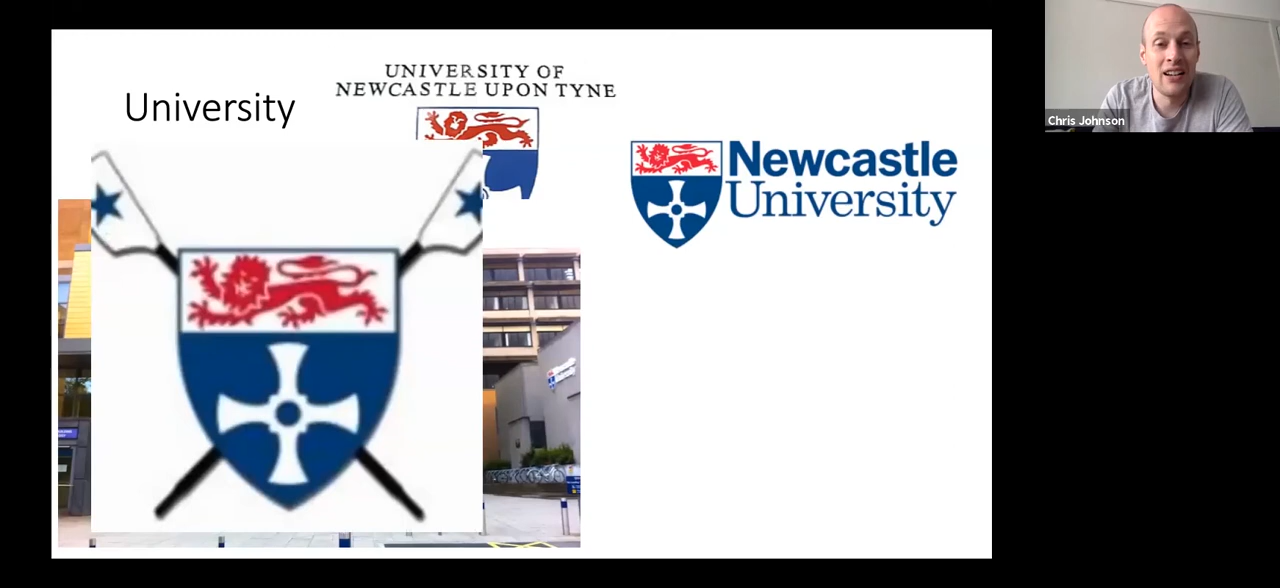 University
UNIVERSITY OF
NEWCASTLE UPON TYNE
Newcastle
University
Chris Johnson